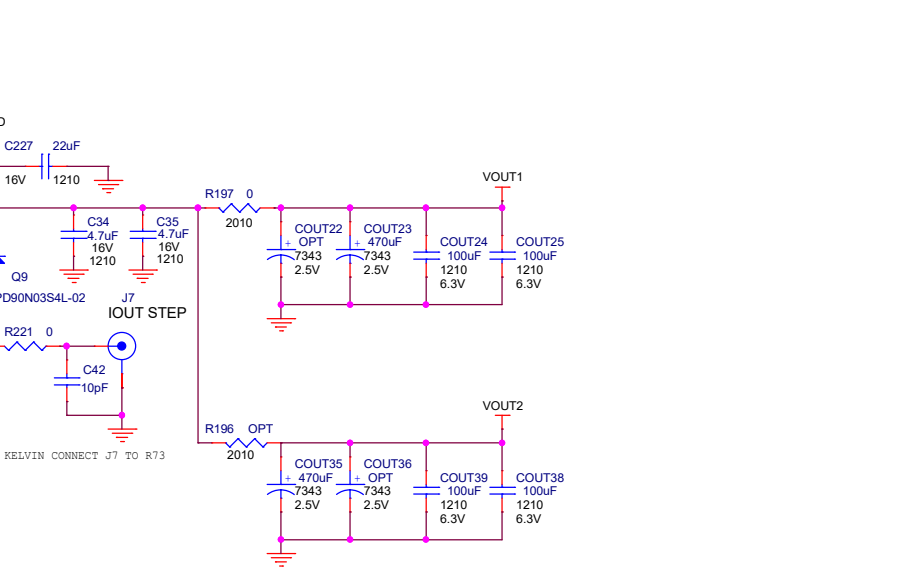 C227 22uF
16V 1210
VOUT1
R197 0
2010
C34
4.7uF
16V
1210
C35
4.7uF
16V
1210
COUT22
+ OPT
7343
2.5V
COUT23
+ 470uF
7343
2.5V
COUT24
100uF
1210
6.3V
COUT25
100uF
1210
6.3V
Q9
PD90N03S4L-02
J7
IOUT STEP
R221 0
C42
10pF
KELVIN CONNECT J7 TO R73
VOUT2
R196 OPT
2010
COUT35
+ 470uF
7343
2.5V
COUT36
+ OPT
7343
2.5V
COUT39
100uF
1210
6.3V
COUT38
100uF
1210
6.3V